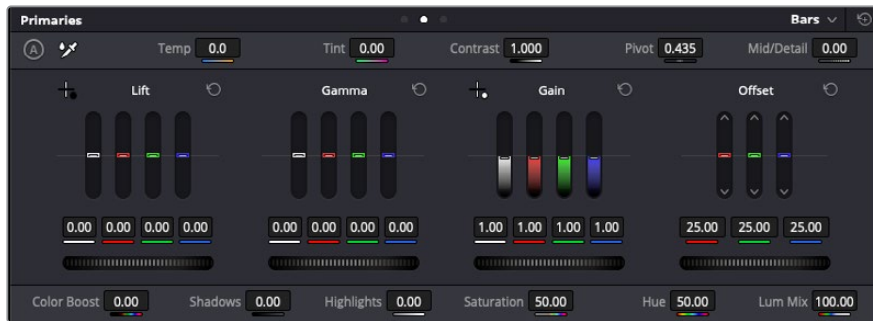 Primaries Bars
A Temp 0.0 Tint 0.00 Contrast 1.000 Pivot 0.435 Mid/Detail 0.00
Lift Gamma Gain Offset
0.00 0.00 0.00 0.00 0.00 0.00 0.00 0.00 1.00 1.00 1.00 1.00 25.00 25.00 25.00
Color Boost 0.00 Shadows 0.00 Highlights 0.00 Saturation 50.00 Hue 50.00 Lum Mix 100.00